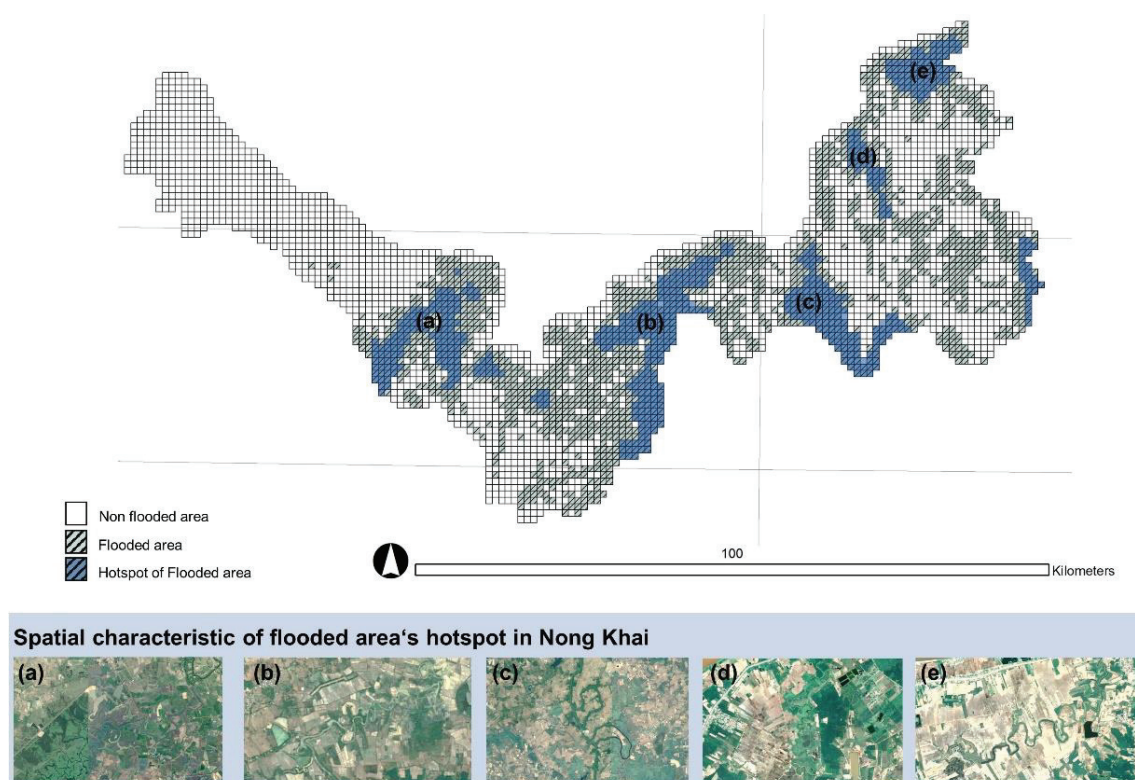 (e)
(d)
(c)
(a)
(b)
Non flooded area
Flooded area
Hotspot of Flooded area
100
Kilometers
Spatial characteristic of flooded area‘s hotspot in Nong Khai
(a) (b) (c) (d) (e)